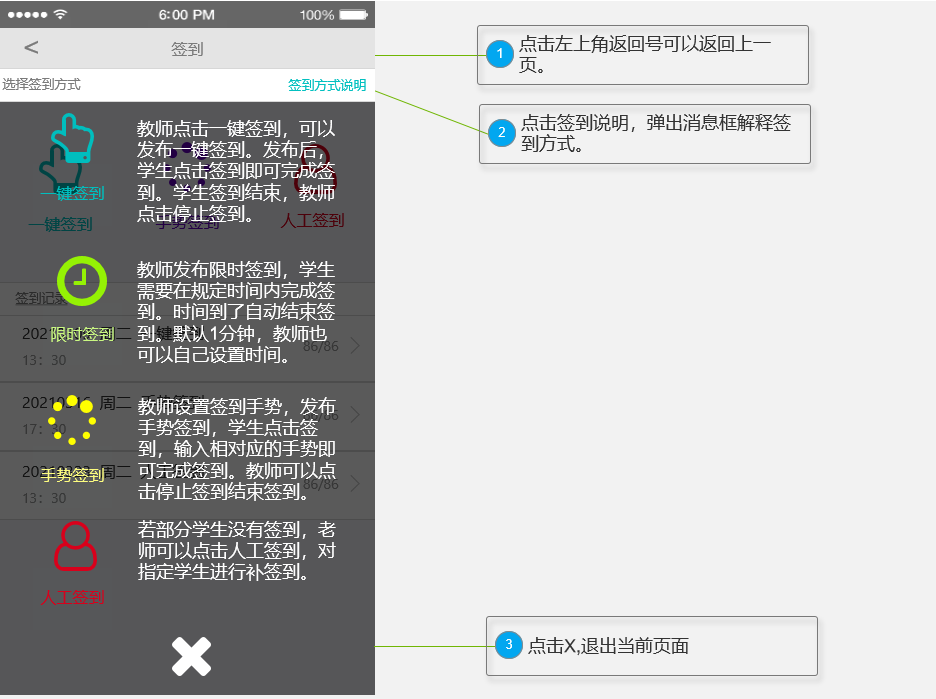 6:00 PM 100%
<
签到
选择签到方式
签到方式说明
教师点击一键签到，可以
发布一键签到。发布后，
学生点击签到即可完成签
到。学生签到结束，教师
点击停止签到。
一键签到
一键签到
手势签到
人工签到
教师发布限时签到，学生
需要在规定时间内完成签
到。时间到了自动结束签
到。默认1分钟，教师也
可以自己设置时间。
限时签到
签到记录
86/86
13：30
教师设置签到手势，发布
手势签到，学生点击签
到，输入相对应的手势即
可完成签到。教师可以点
击停止签到结束签到。
手势签到
周二
17：30
周二
86/86
13：30
若部分学生没有签到，老
师可以点击人工签到，对
指定学生进行补签到。
人工签到
1 点击左上角返回号可以返回上一
页。
2 点击签到说明，弹出消息框解释签
到方式。
3 点击X,退出当前页面